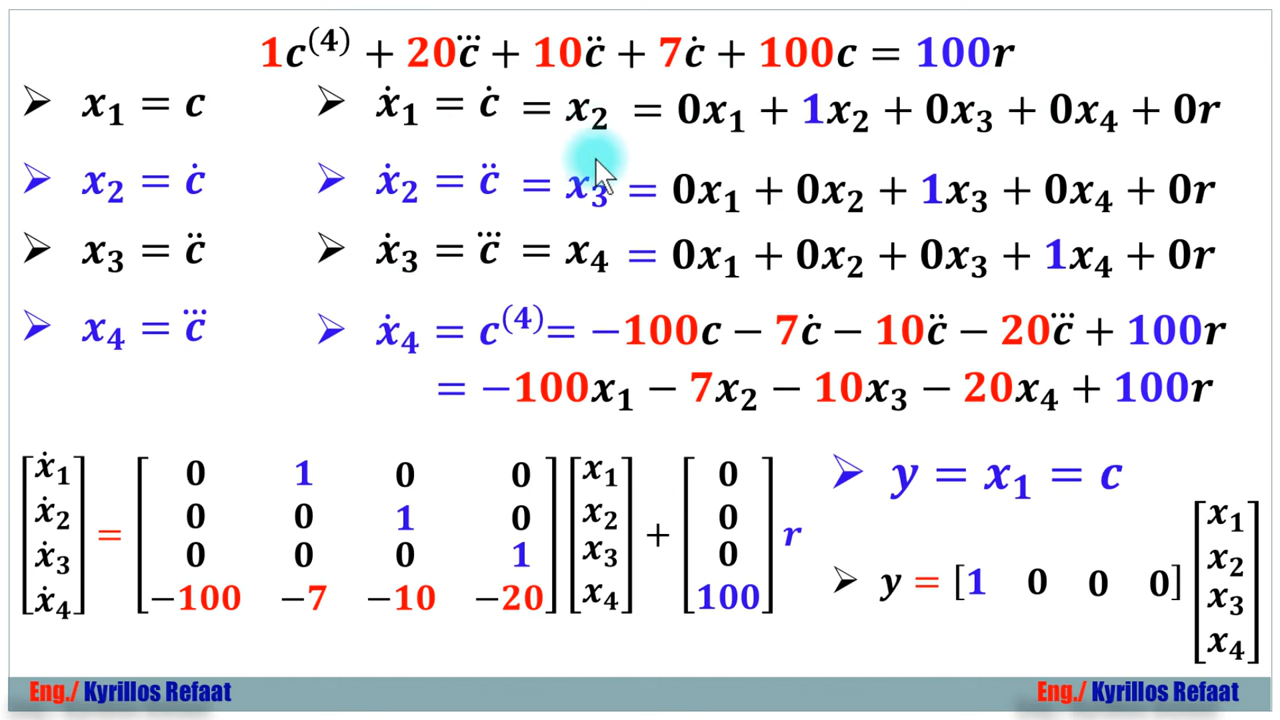 1c⁽⁴⁾ + 20c⃛ + 10c̈ + 7ċ + 100c = 100r
➢ x₁ = c ➢ ẋ₁ = ċ = x₂ = 0x₁ + 1x₂ + 0x₃ + 0x₄ + 0r
➢ x₂ = ċ ➢ ẋ₂ = c̈ = x₃ = 0x₁ + 0x₂ + 1x₃ + 0x₄ + 0r
➢ x₃ = c̈ ➢ ẋ₃ = c⃛ = x₄ = 0x₁ + 0x₂ + 0x₃ + 1x₄ + 0r
➢ x₄ = c⃛ ➢ ẋ₄ = c⁽⁴⁾ = −100c − 7ċ − 10c̈ − 20c⃛ + 100r
= −100x₁ − 7x₂ − 10x₃ − 20x₄ + 100r
[ẋ₁ ẋ₂ ẋ₃ ẋ₄] = [0 1 0 0; 0 0 1 0; 0 0 0 1; −100 −7 −10 −20] [x₁ x₂ x₃ x₄] + [0 0 0 100] r
➢ y = x₁ = c
➢ y = [1 0 0 0] [x₁ x₂ x₃ x₄]
Eng./ Kyrillos Refaat
Eng./ Kyrillos Refaat